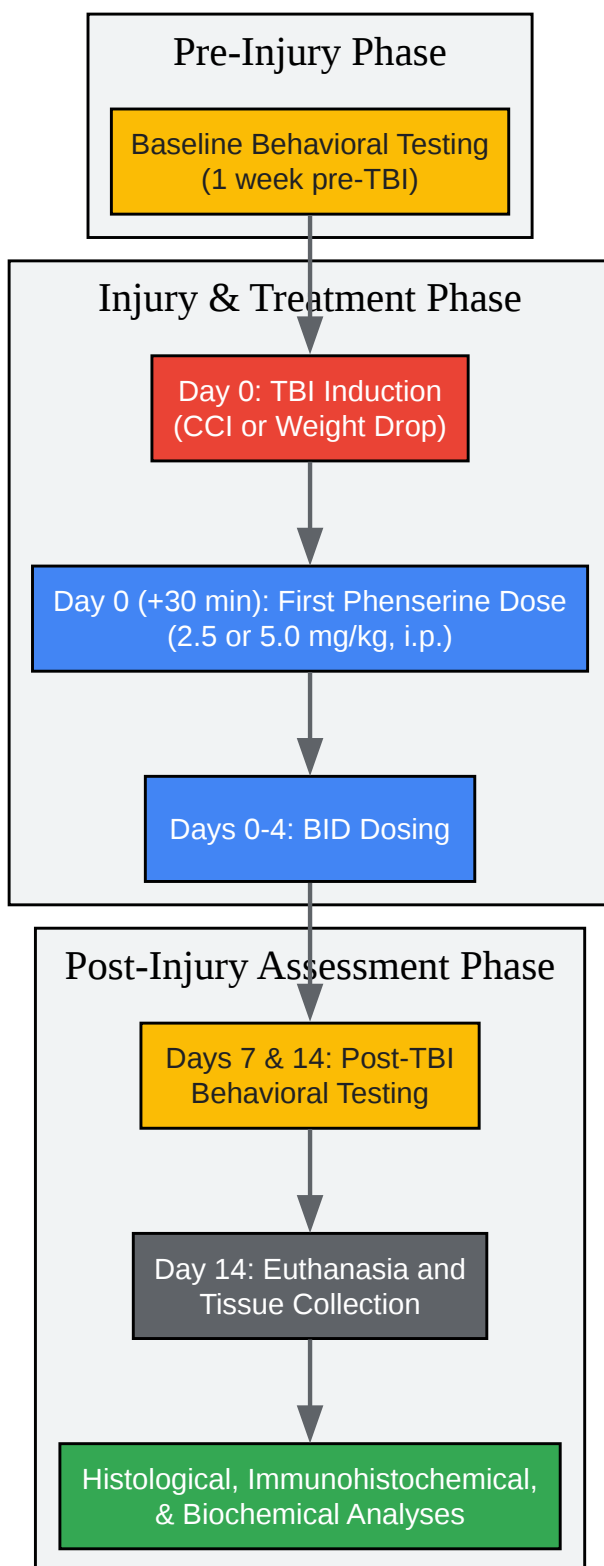 Pre-Injury Phase
Baseline Behavioral Testing
(1 week pre-TBI)
Injury & Treatment Phase
Day 0: TBI Induction
(CCI or Weight Drop)
Day 0 (+30 min): First Phenserine Dose
(2.5 or 5.0 mg/kg, i.p.)
Days 0-4: BID Dosing
Post-Injury Assessment Phase
Days 7 & 14: Post-TBI
Behavioral Testing
Day 14: Euthanasia and
Tissue Collection
Histological, Immunohistochemical,
& Biochemical Analyses